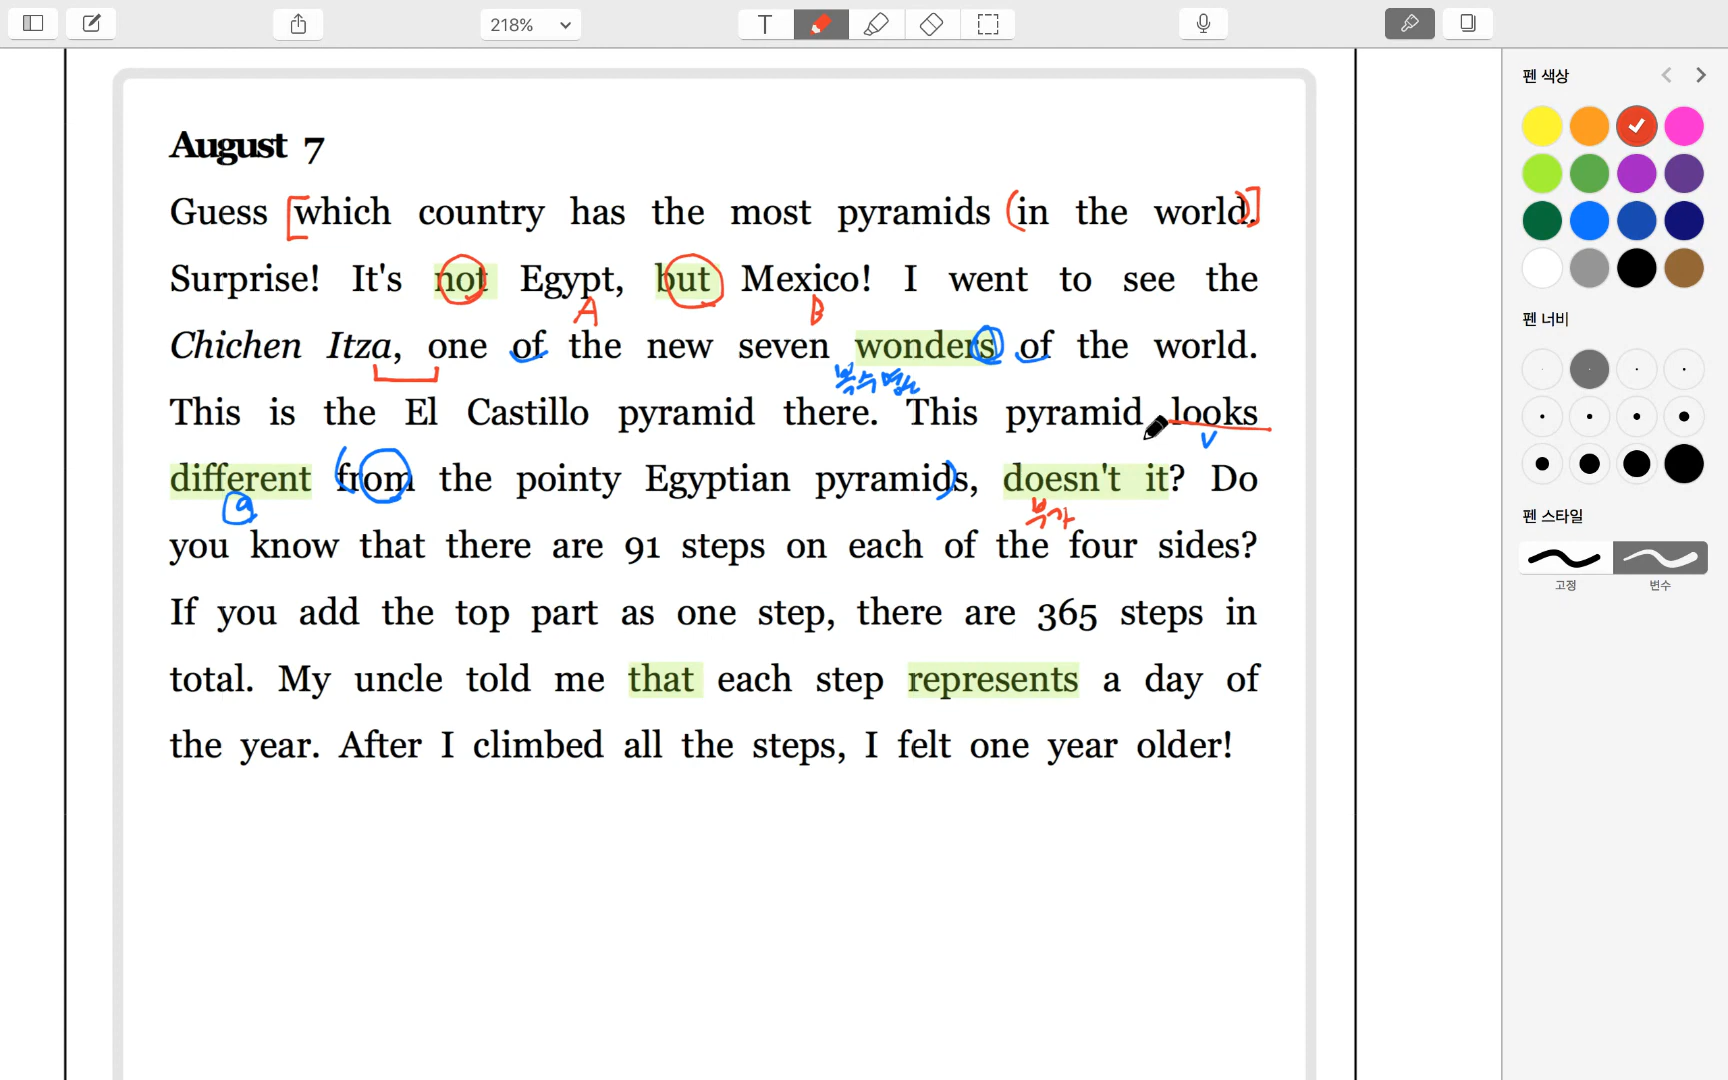 218%
T
펜 색상
August 7
Guess [which country has the most pyramids (in the world.)]
Surprise! It's not Egypt, but Mexico! I went to see the
A B
Chichen Itza, one of the new seven wonders of the world.
복수명사
This is the El Castillo pyramid there. This pyramid looks
v
different (from the pointy Egyptian pyramids), doesn't it? Do
a 부가
you know that there are 91 steps on each of the four sides?
If you add the top part as one step, there are 365 steps in
total. My uncle told me that each step represents a day of
the year. After I climbed all the steps, I felt one year older!
펜 너비
펜 스타일
고정 변수